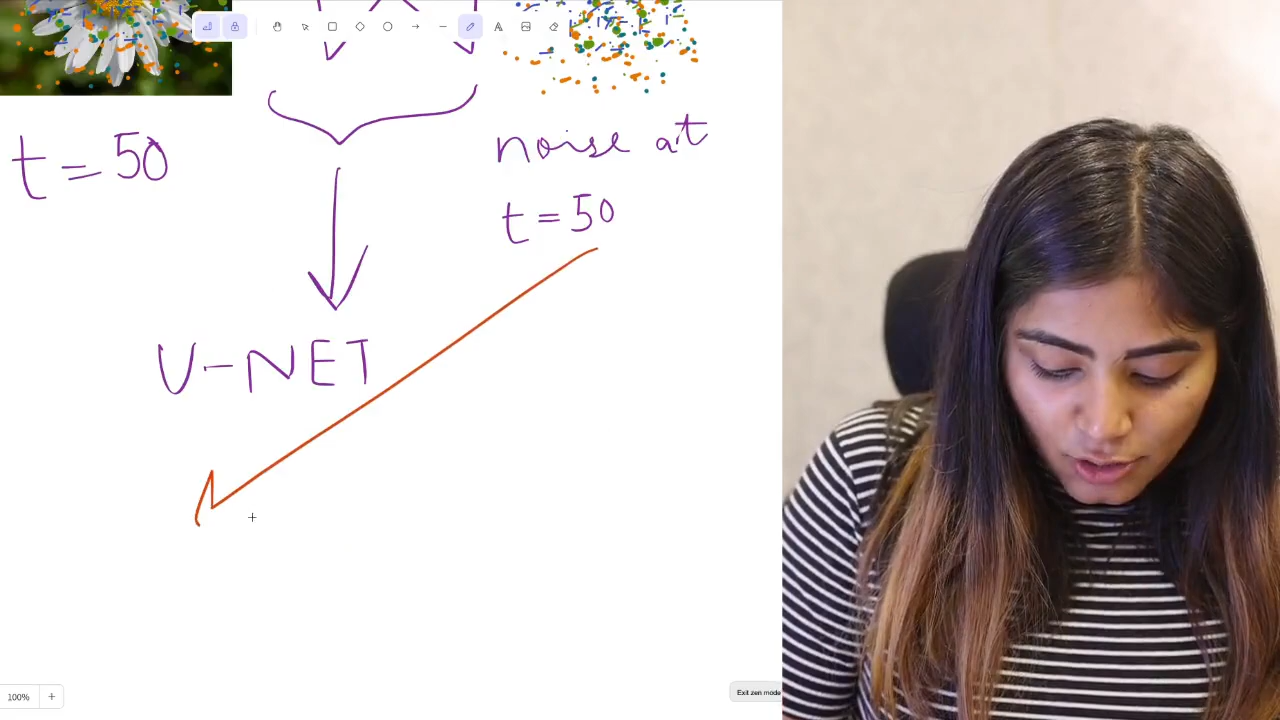 t = 50
noise at
t = 50
U-NET
100%
Exit zen mode